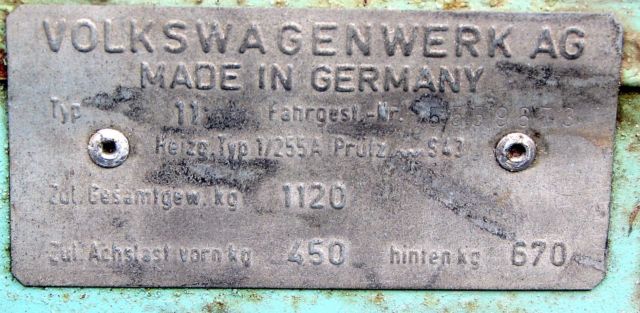 VOLKSWAGENWERK AG
MADE IN GERMANY
Typ 11 Fahrgest.-Nr.
Heizg.Typ 1/255A Prüfz. ~~ S43
Zul. Gesamtgew. kg 1120
Zul. Achslast vorn kg 450 hinten kg 670